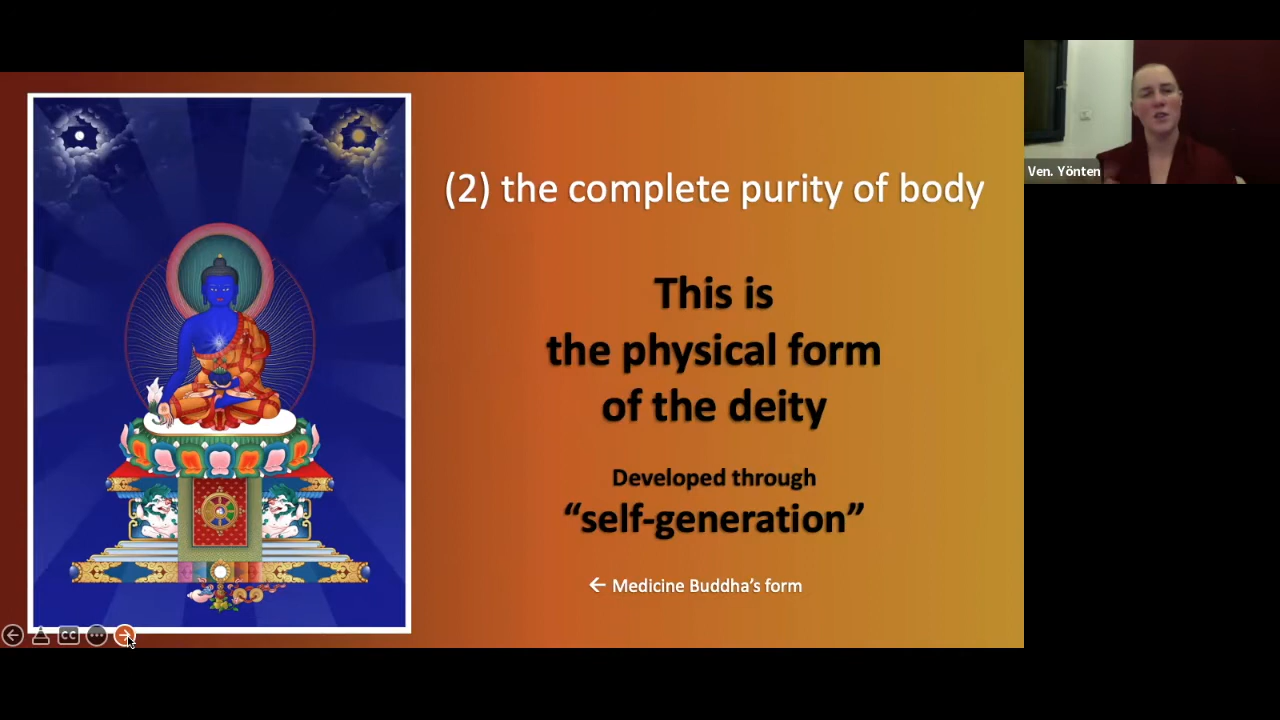 (2) the complete purity of body
This is
the physical form
of the deity
Developed through
“self-generation”
← Medicine Buddha’s form
Ven. Yönten
CC